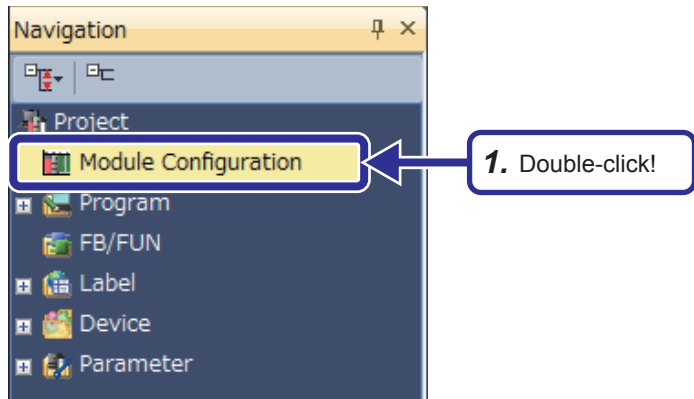 Navigation
Project
Module Configuration
1. Double-click!
Program
FB/FUN
Label
Device
Parameter